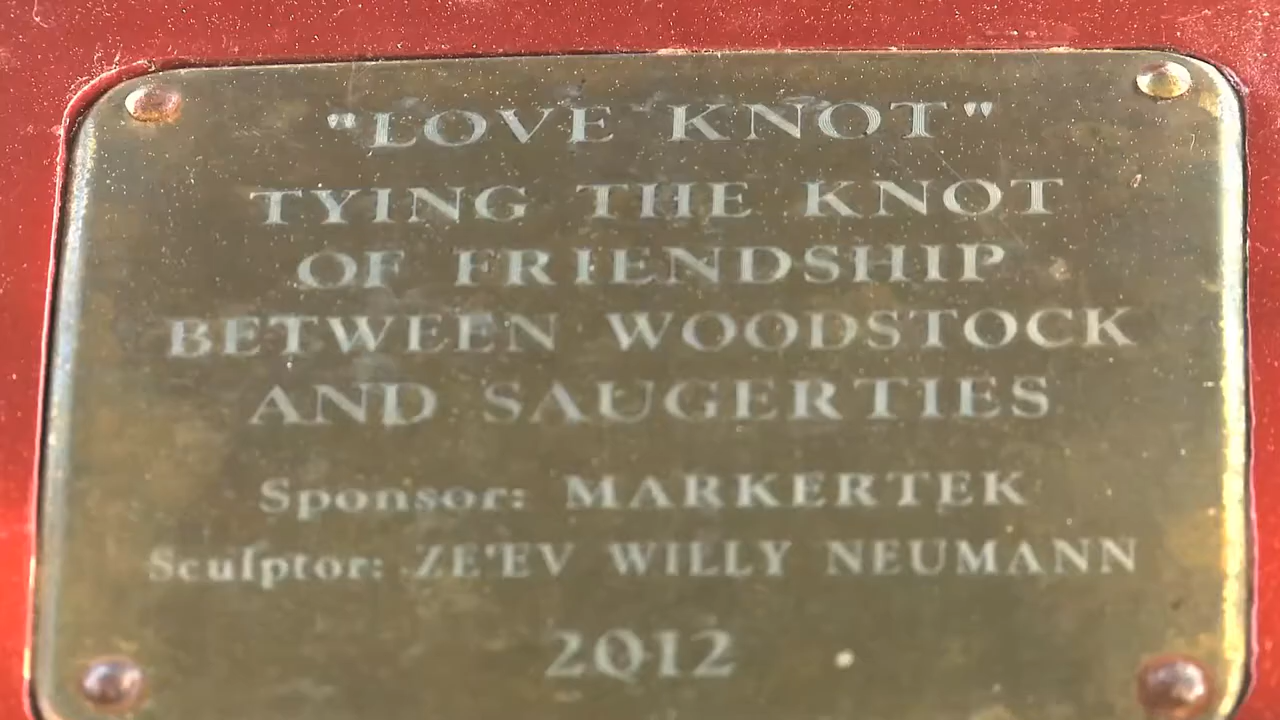 "LOVE KNOT"
TYING THE KNOT
OF FRIENDSHIP
BETWEEN WOODSTOCK
AND SAUGERTIES
Sponsor: MARKERTEK
Sculptor: ZE'EV WILLY NEUMANN
2012